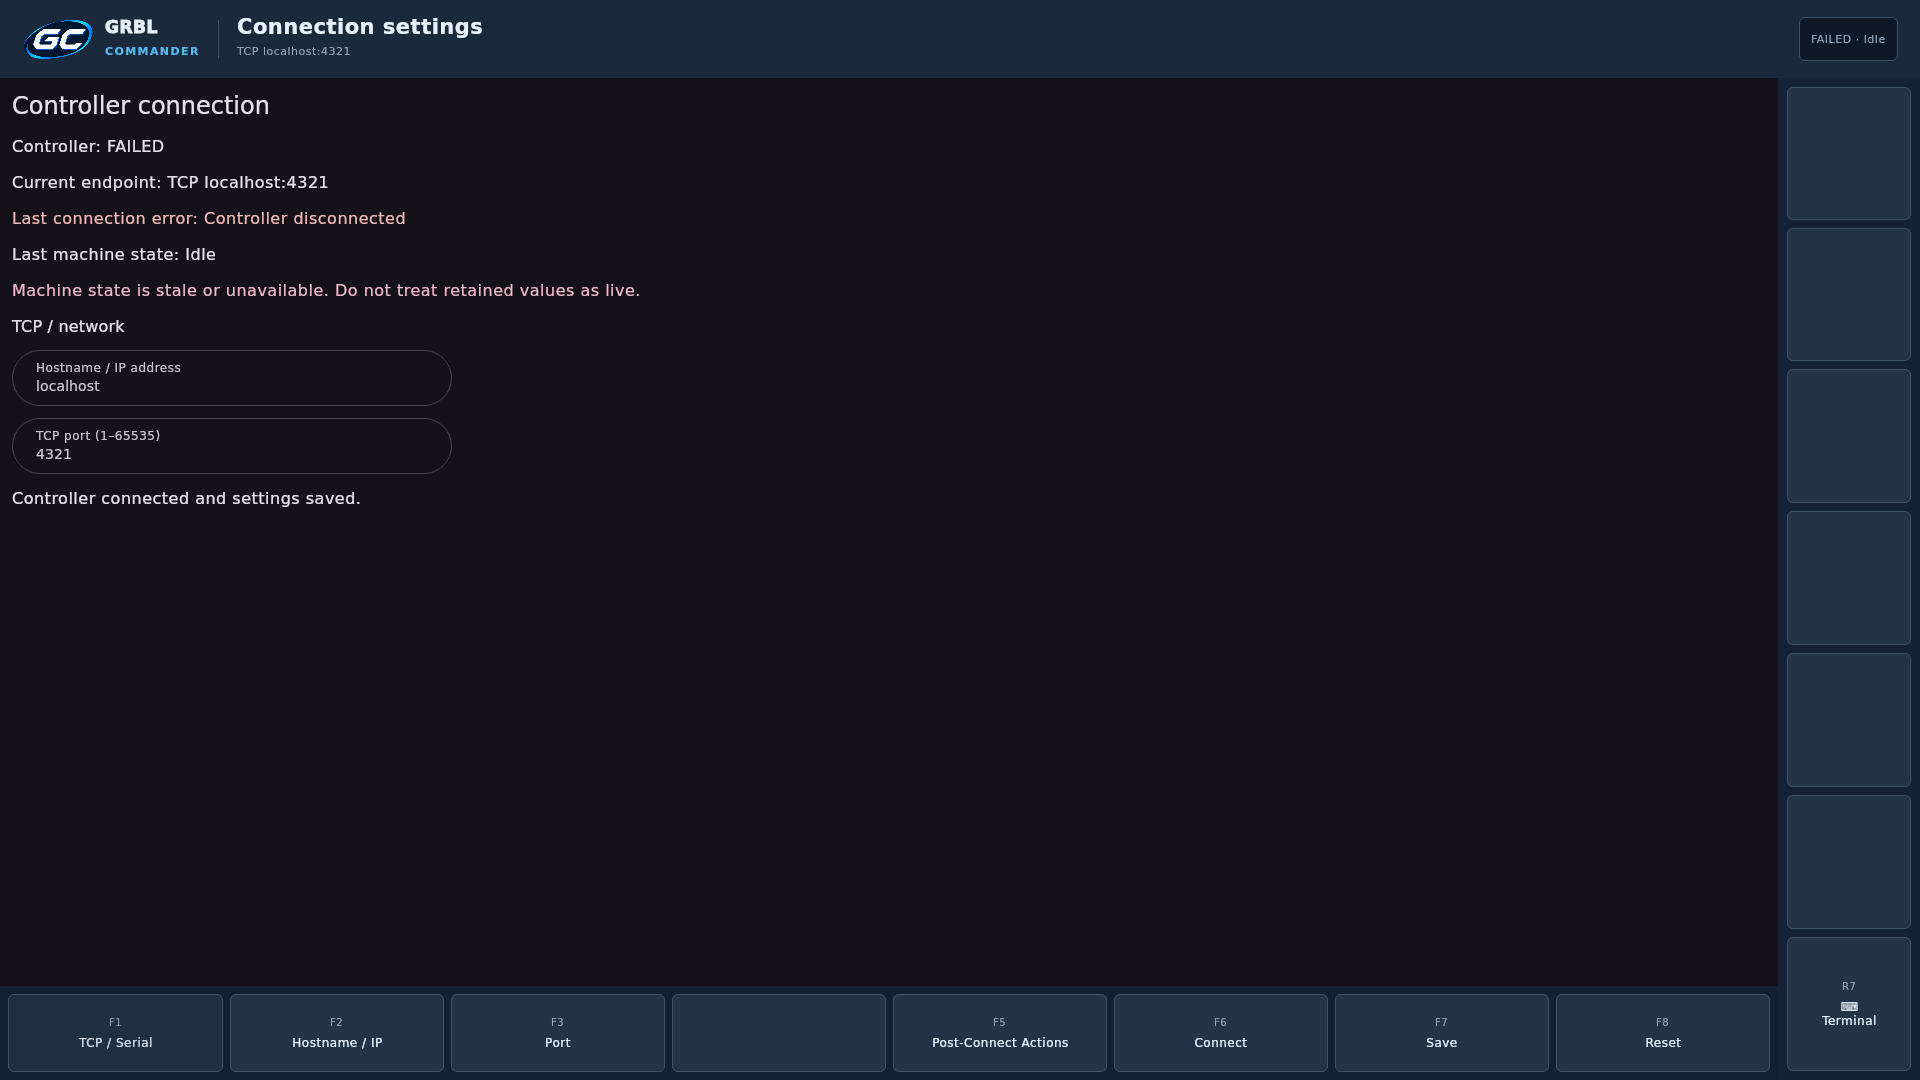 GC
GRBL
COMMANDER
Connection settings
TCP localhost:4321
FAILED · Idle
Controller connection
Controller: FAILED
Current endpoint: TCP localhost:4321
Last connection error: Controller disconnected
Last machine state: Idle
Machine state is stale or unavailable. Do not treat retained values as live.
TCP / network
Hostname / IP address
localhost
TCP port (1–65535)
4321
Controller connected and settings saved.
R7
Terminal
F1
TCP / Serial
F2
Hostname / IP
F3
Port
F5
Post-Connect Actions
F6
Connect
F7
Save
F8
Reset